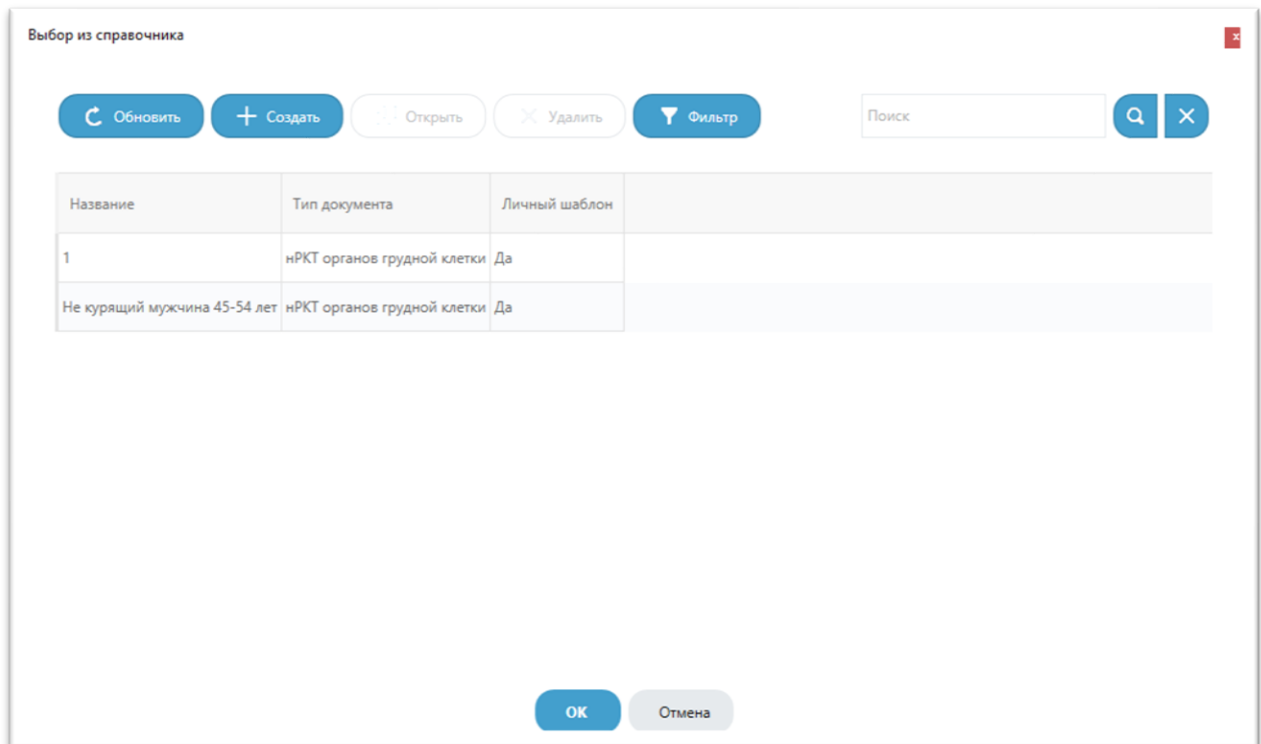 Выбор из справочника
x
Обновить Создать Открыть Удалить Фильтр Поиск
Название Тип документа Личный шаблон
1 нРКТ органов грудной клетки Да
Не курящий мужчина 45-54 лет нРКТ органов грудной клетки Да
ОК Отмена